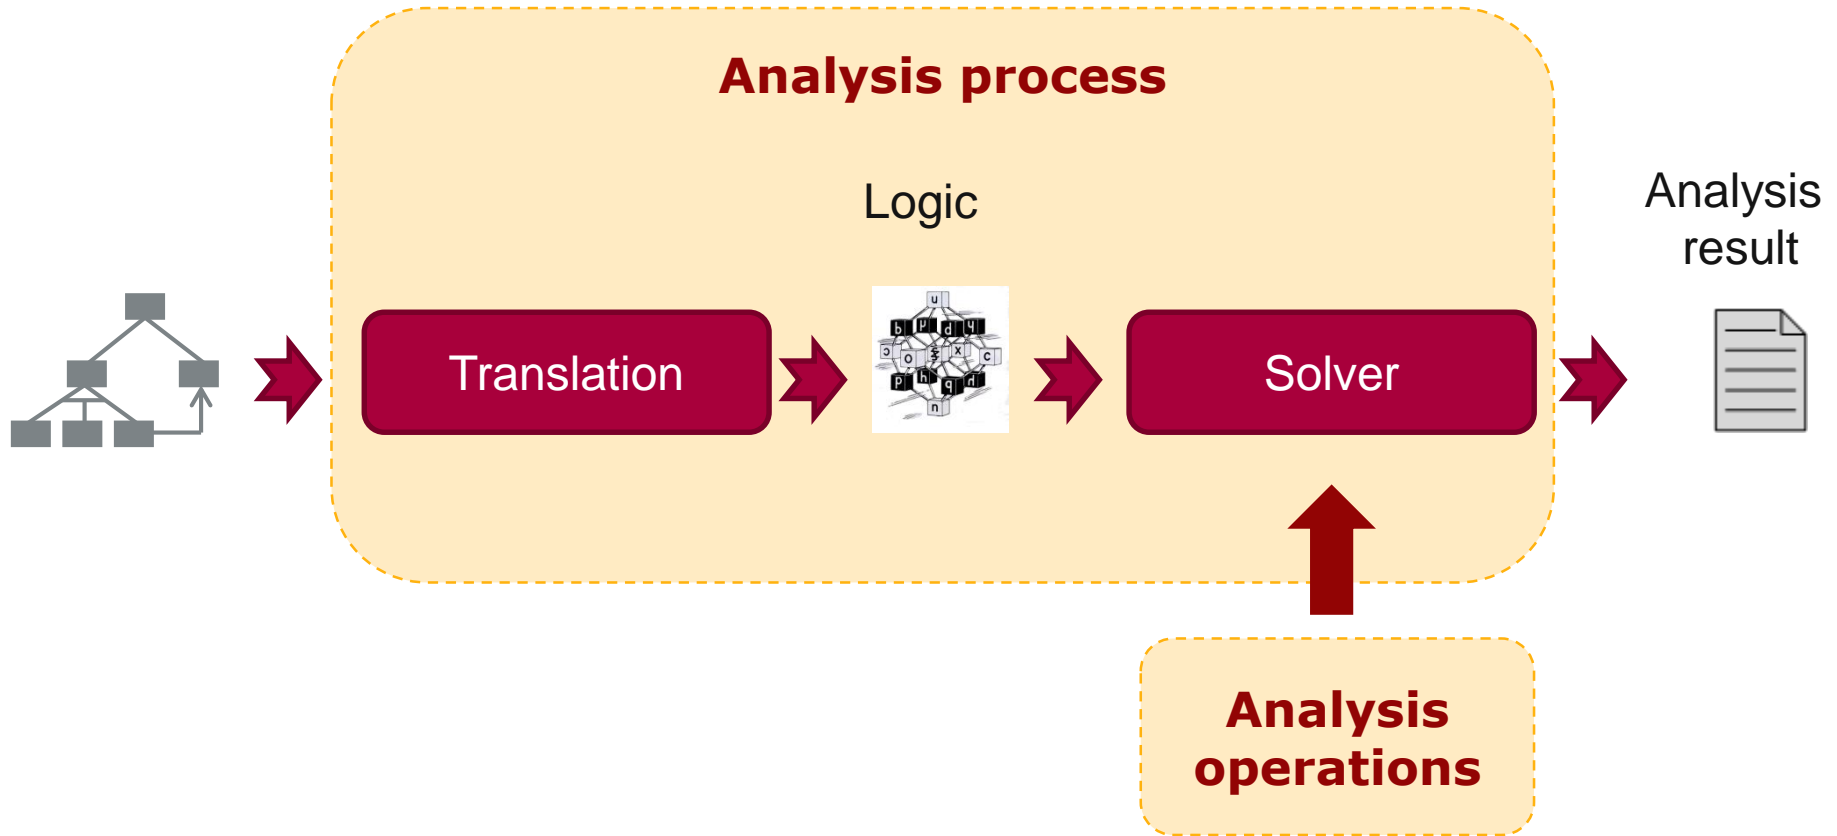 Analysis process
Logic
Analysis
result
Translation
Solver
Analysis
operations